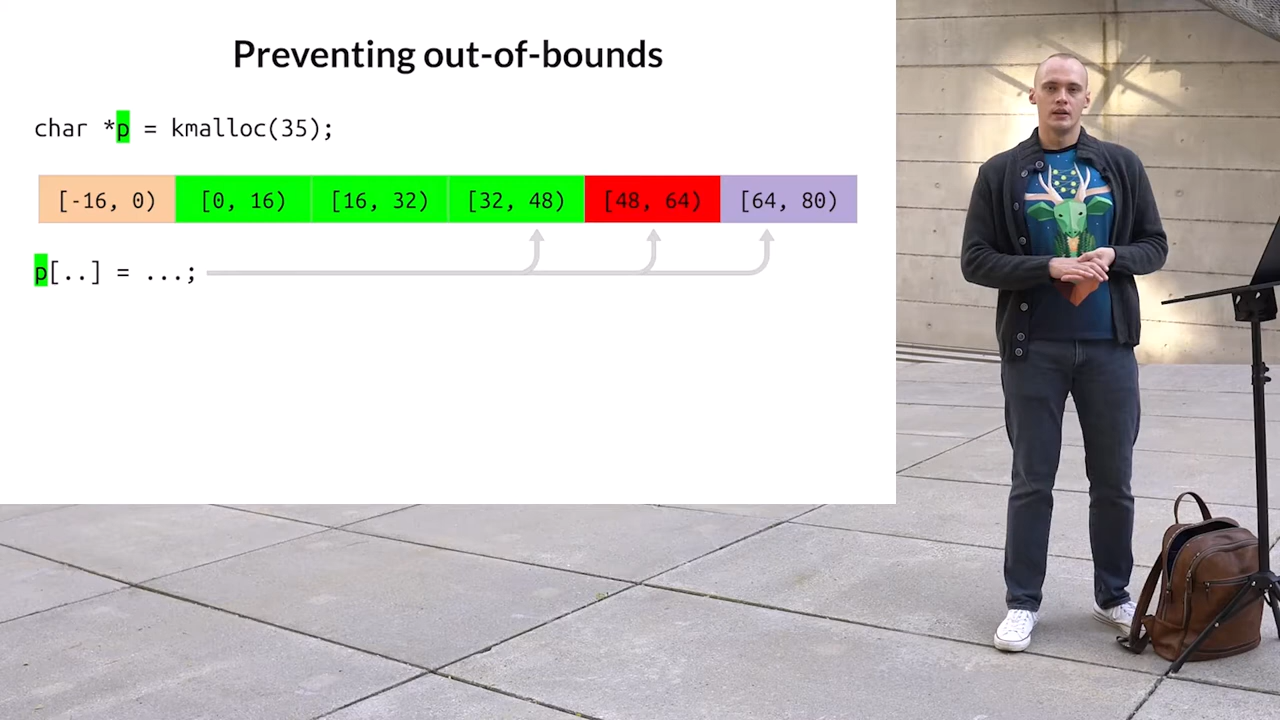 Preventing out-of-bounds
char *p = kmalloc(35);
[-16, 0) [0, 16) [16, 32) [32, 48) [48, 64) [64, 80)
p[..] = ...;